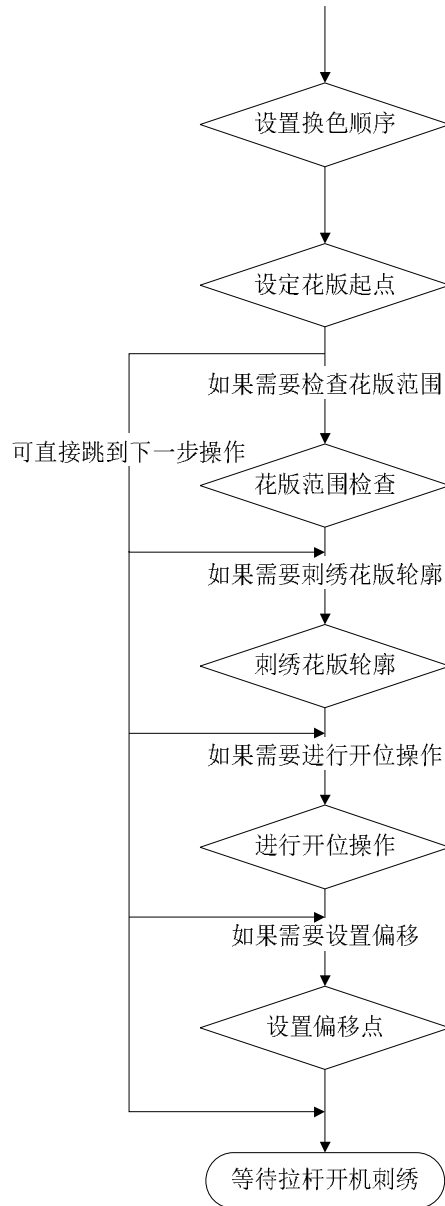 设置换色顺序
设定花版起点
如果需要检查花版范围
可直接跳到下一步操作
花版范围检查
如果需要刺绣花版轮廓
刺绣花版轮廓
如果需要进行开位操作
进行开位操作
如果需要设置偏移
设置偏移点
等待拉杆开机刺绣